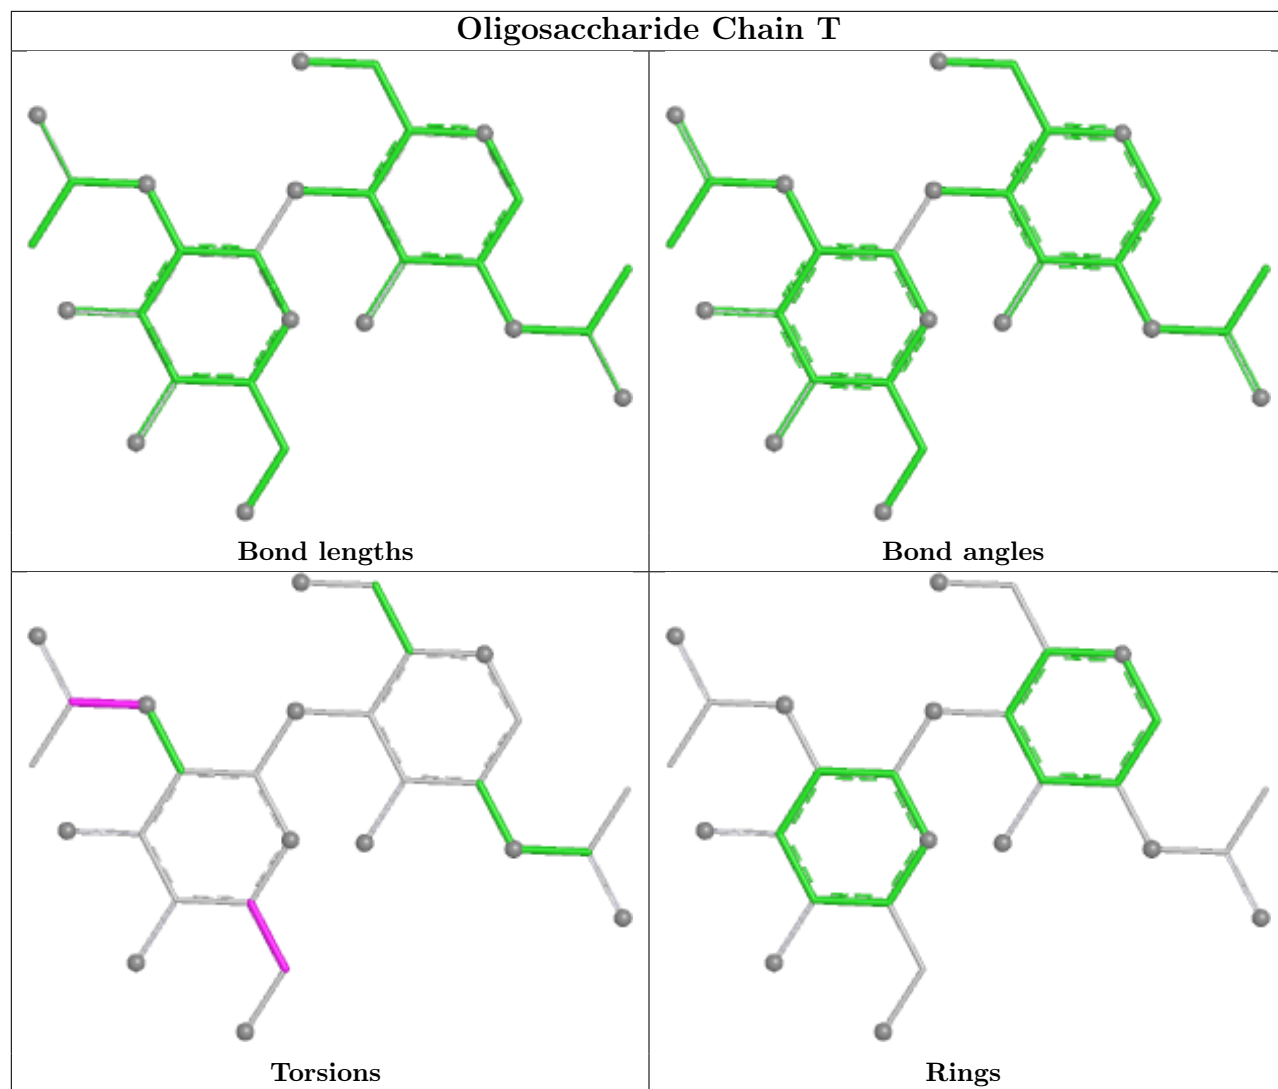 Oligosaccharide Chain T
Bond lengths
Bond angles
Torsions
Rings